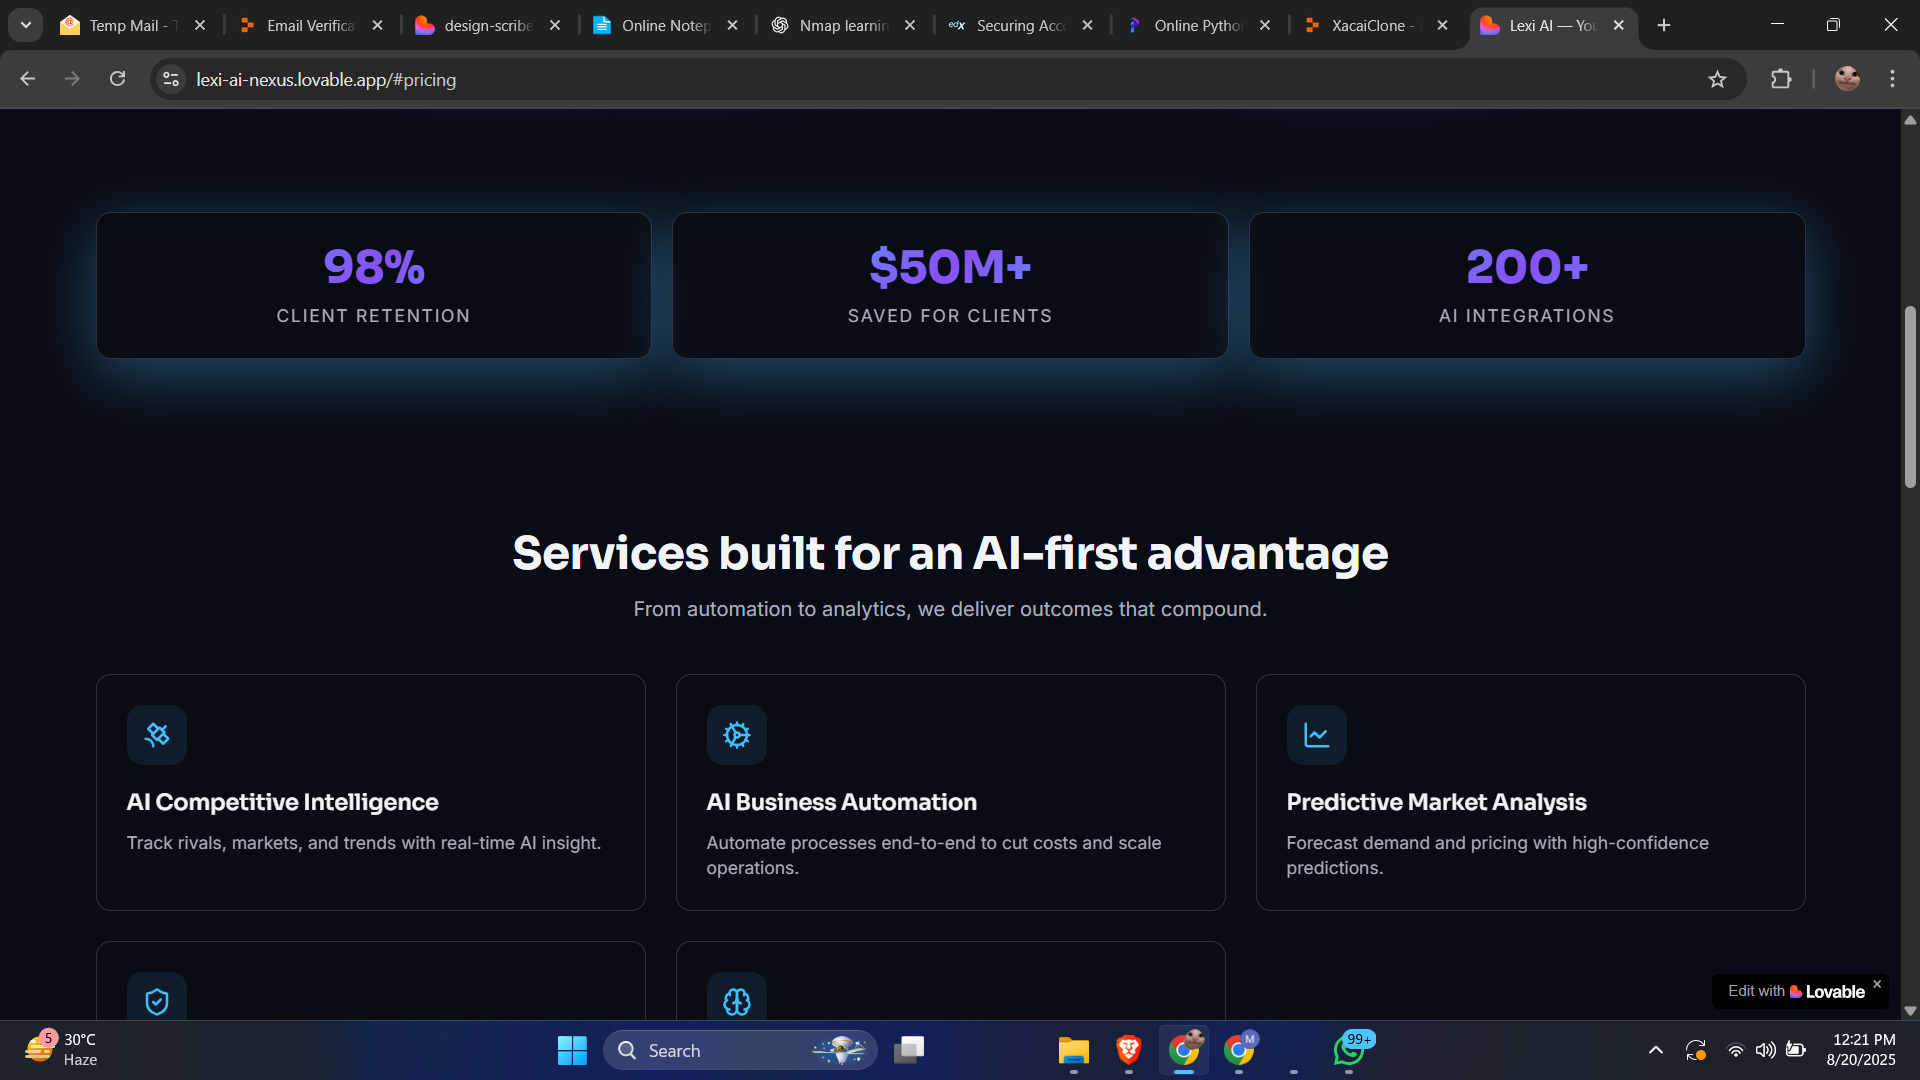 Temp Mail - T
Email Verifica
design-scribe
Online Notep
Nmap learnin
edX
Securing Acc
Online Pytho
XacaiClone -
Lexi AI — You
lexi-ai-nexus.lovable.app/#pricing
98%
CLIENT RETENTION
$50M+
SAVED FOR CLIENTS
200+
AI INTEGRATIONS
Services built for an AI-first advantage
From automation to analytics, we deliver outcomes that compound.
AI Competitive Intelligence
Track rivals, markets, and trends with real-time AI insight.
AI Business Automation
Automate processes end-to-end to cut costs and scale
operations.
Predictive Market Analysis
Forecast demand and pricing with high-confidence
predictions.
Edit with Lovable
5
30°C
Haze
Search
M
99+
12:21 PM
8/20/2025